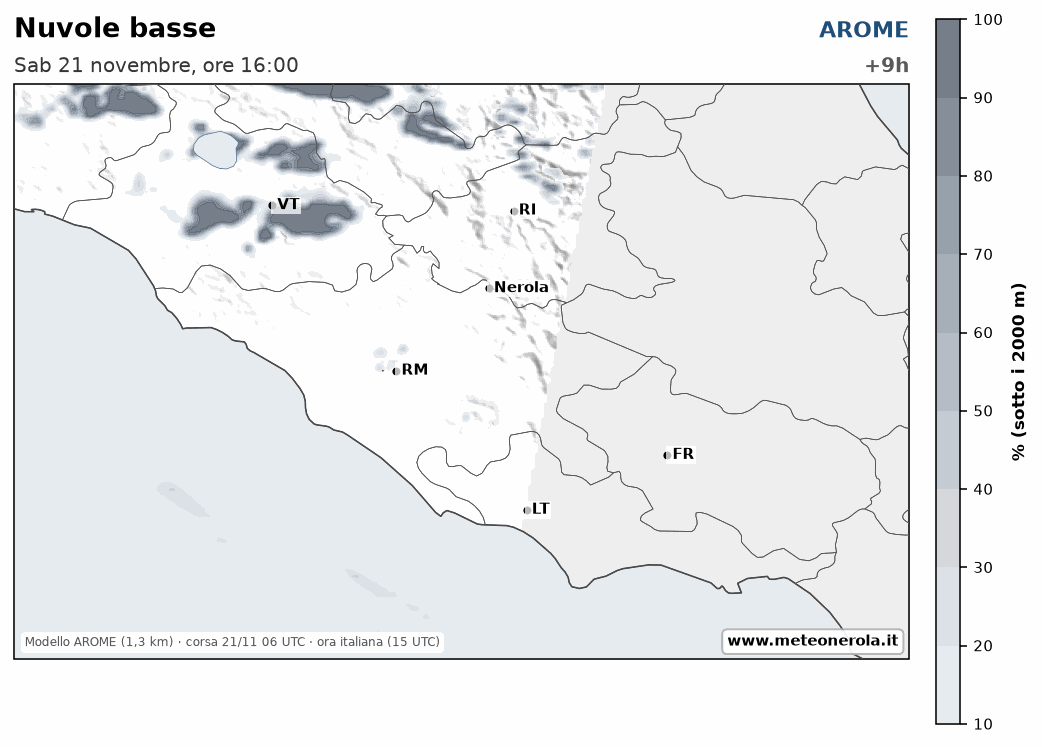 Nuvole basse
AROME
Sab 21 novembre, ore 16:00
+9h
VT
RI
Nerola
RM
FR
LT
Modello AROME (1,3 km) · corsa 21/11 06 UTC · ora italiana (15 UTC)
www.meteonerola.it
100
90
80
70
60
50
40
30
20
10
% (sotto i 2000 m)